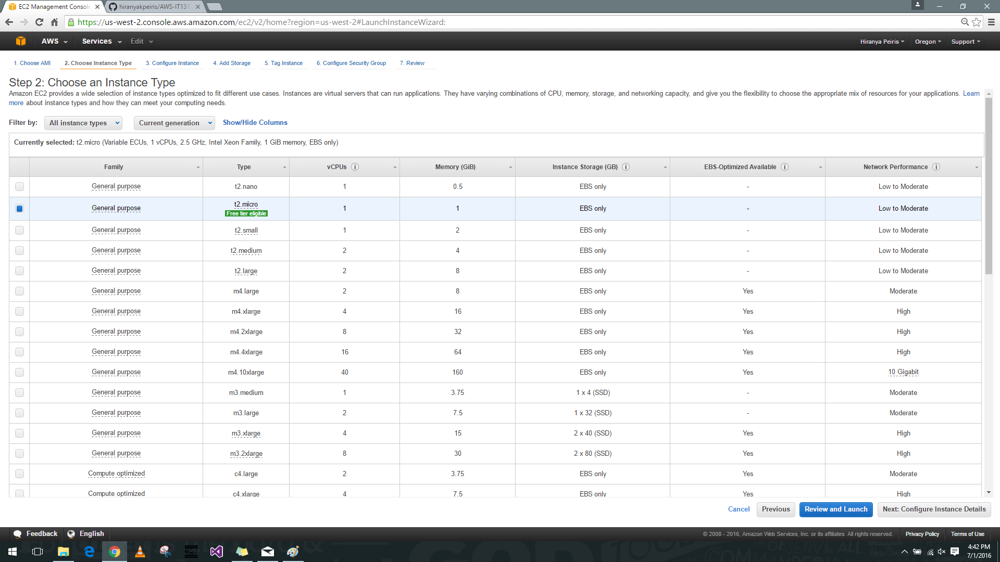 EC2 Management Console
hiranyakpeiris/AWS-IT131
https://us-west-2.console.aws.amazon.com/ec2/v2/home?region=us-west-2#LaunchInstanceWizard:
AWS Services Edit Hiranya Peiris Oregon Support
1. Choose AMI 2. Choose Instance Type 3. Configure Instance 4. Add Storage 5. Tag Instance 6. Configure Security Group 7. Review
Step 2: Choose an Instance Type
Amazon EC2 provides a wide selection of instance types optimized to fit different use cases. Instances are virtual servers that can run applications. They have varying combinations of CPU, memory, storage, and networking capacity, and give you the flexibility to choose the appropriate mix of resources for your applications. Learn
more about instance types and how they can meet your computing needs.
Filter by: All instance types Current generation Show/Hide Columns
Currently selected: t2.micro (Variable ECUs, 1 vCPUs, 2.5 GHz, Intel Xeon Family, 1 GiB memory, EBS only)
Family Type vCPUs Memory (GiB) Instance Storage (GB) EBS-Optimized Available Network Performance
General purpose t2.nano 1 0.5 EBS only - Low to Moderate
General purpose t2.micro 1 1 EBS only - Low to Moderate
Free tier eligible
General purpose t2.small 1 2 EBS only - Low to Moderate
General purpose t2.medium 2 4 EBS only - Low to Moderate
General purpose t2.large 2 8 EBS only - Low to Moderate
General purpose m4.large 2 8 EBS only Yes Moderate
General purpose m4.xlarge 4 16 EBS only Yes High
General purpose m4.2xlarge 8 32 EBS only Yes High
General purpose m4.4xlarge 16 64 EBS only Yes High
General purpose m4.10xlarge 40 160 EBS only Yes 10 Gigabit
General purpose m3.medium 1 3.75 1 x 4 (SSD) - Moderate
General purpose m3.large 2 7.5 1 x 32 (SSD) - Moderate
General purpose m3.xlarge 4 15 2 x 40 (SSD) Yes High
General purpose m3.2xlarge 8 30 2 x 80 (SSD) Yes High
Compute optimized c4.large 2 3.75 EBS only Yes Moderate
Compute optimized c4.xlarge 4 7.5 EBS only Yes High
Cancel Previous Review and Launch Next: Configure Instance Details
Feedback English © 2008 - 2016, Amazon Web Services, Inc. or its affiliates. All rights reserved. Privacy Policy Terms of Use
4:42 PM
7/1/2016